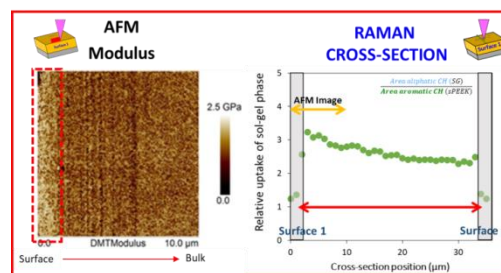 AFM
Modulus
RAMAN
CROSS-SECTION
2.5 GPa
0.0
0.0
DMTModulus
10.0 µm
Surface
Bulk
Area aliphatic CH (SG)
Area aromatic CH (sPEEK)
AFM Image
Relative uptake of sol-gel phase
5
4
3
2
1
0
Surface 1
Surface
0
10
20
30
Cross-section position (µm)